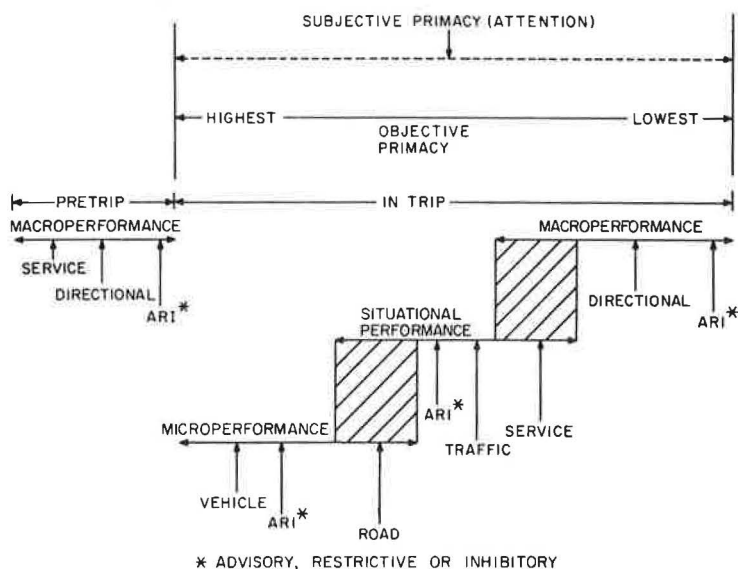 SUBJECTIVE PRIMACY (ATTENTION)
HIGHEST
LOWEST
OBJECTIVE
PRIMACY
PRETRIP
IN TRIP
MACROPERFORMANCE
MACROPERFORMANCE
SERVICE
DIRECTIONAL
ARI*
DIRECTIONAL
ARI*
SITUATIONAL
PERFORMANCE
ARI*
TRAFFIC
SERVICE
MICROPERFORMANCE
VEHICLE
ARI*
ROAD
* ADVISORY, RESTRICTIVE OR INHIBITORY